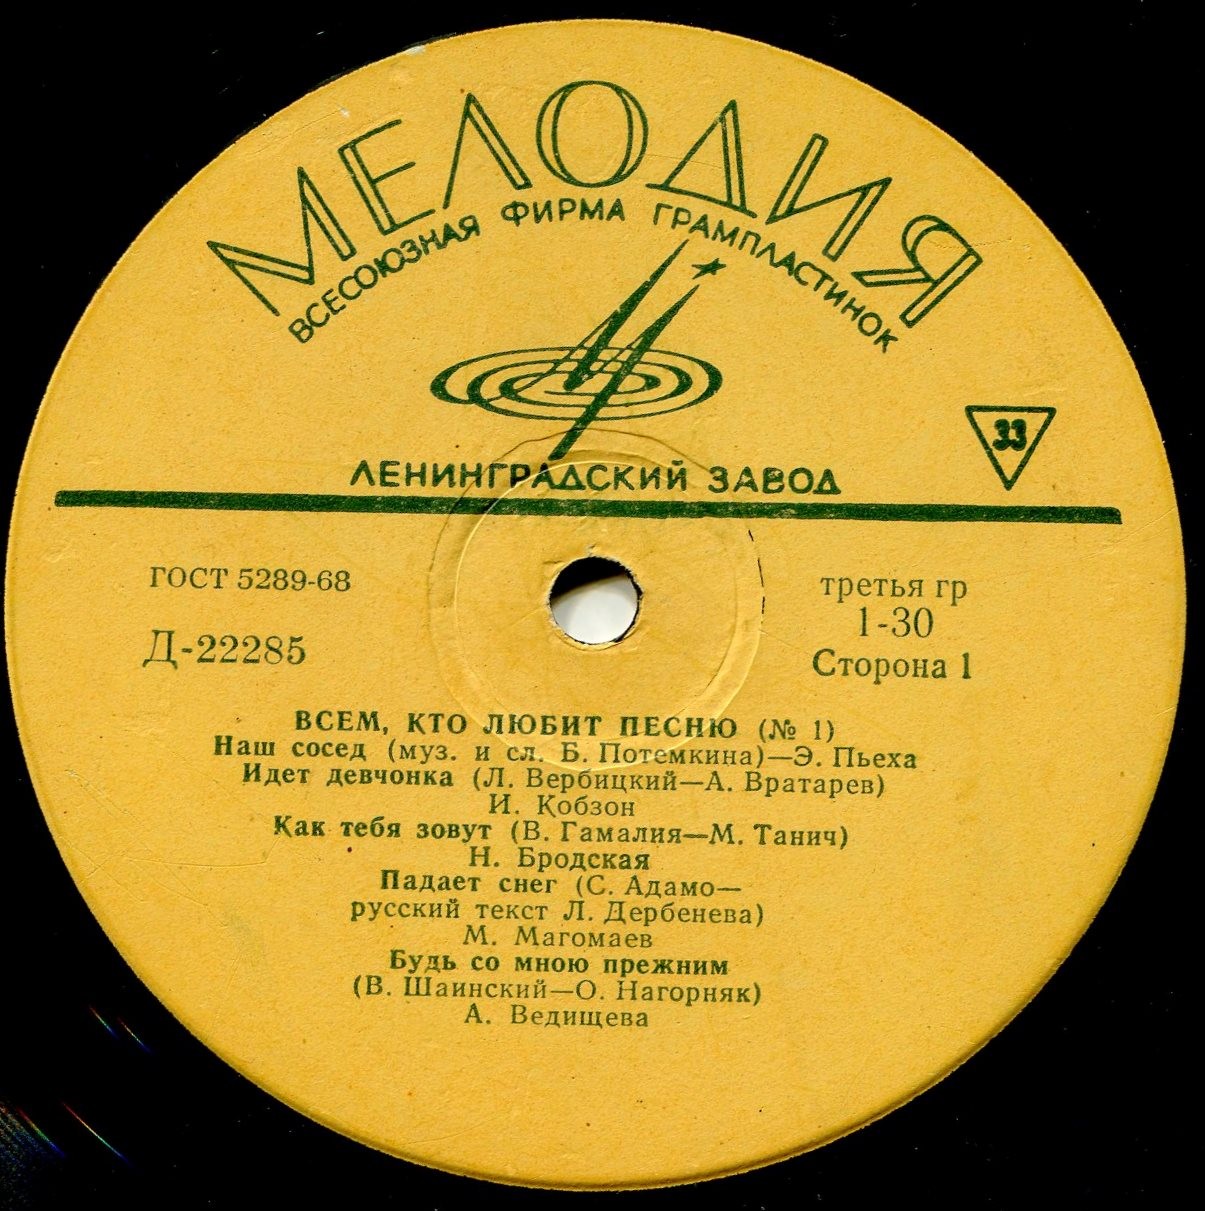 МЕЛОДИЯ
ВСЕСОЮЗНАЯ ФИРМА ГРАМПЛАСТИНОК
33
ЛЕНИНГРАДСКИЙ ЗАВОД
ГОСТ 5289-68
третья гр
1-30
Д-22285
Сторона 1
ВСЕМ, КТО ЛЮБИТ ПЕСНЮ (№ 1)
Наш сосед (муз. и сл. Б. Потемкина)—Э. Пьеха
Идет девчонка (Л. Вербицкий—А. Вратарев)
И. Кобзон
Как тебя зовут (В. Гамалия—М. Танич)
Н. Бродская
Падает снег (С. Адамо—
русский текст Л. Дербенева)
М. Магомаев
Будь со мною прежним
(В. Шаинский—О. Нагорняк)
А. Ведищева